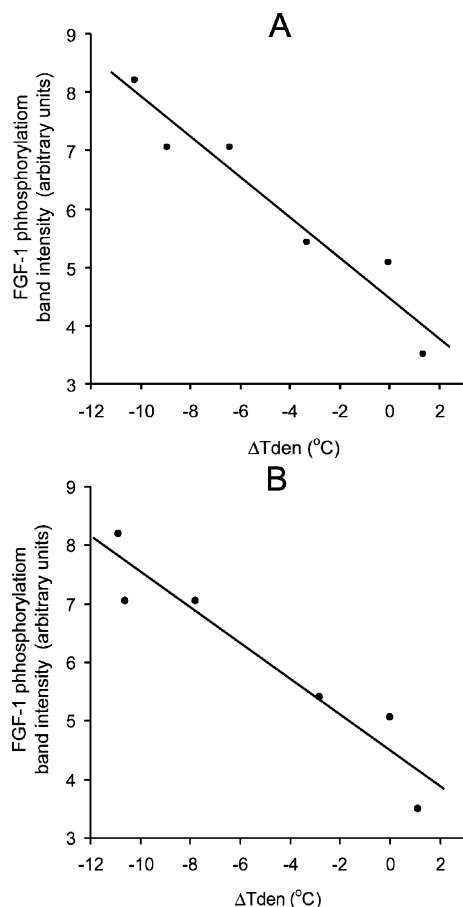 A
9
8
7
6
5
4
3
FGF-1 phhosphorylatiom
band intensity (arbitrary units)
-12 -10 -8 -6 -4 -2 0 2
ΔTden (°C)
B
9
8
7
6
5
4
3
FGF-1 phhosphorylatiom
band intensity (arbitrary units)
-12 -10 -8 -6 -4 -2 0 2
ΔTden (°C)